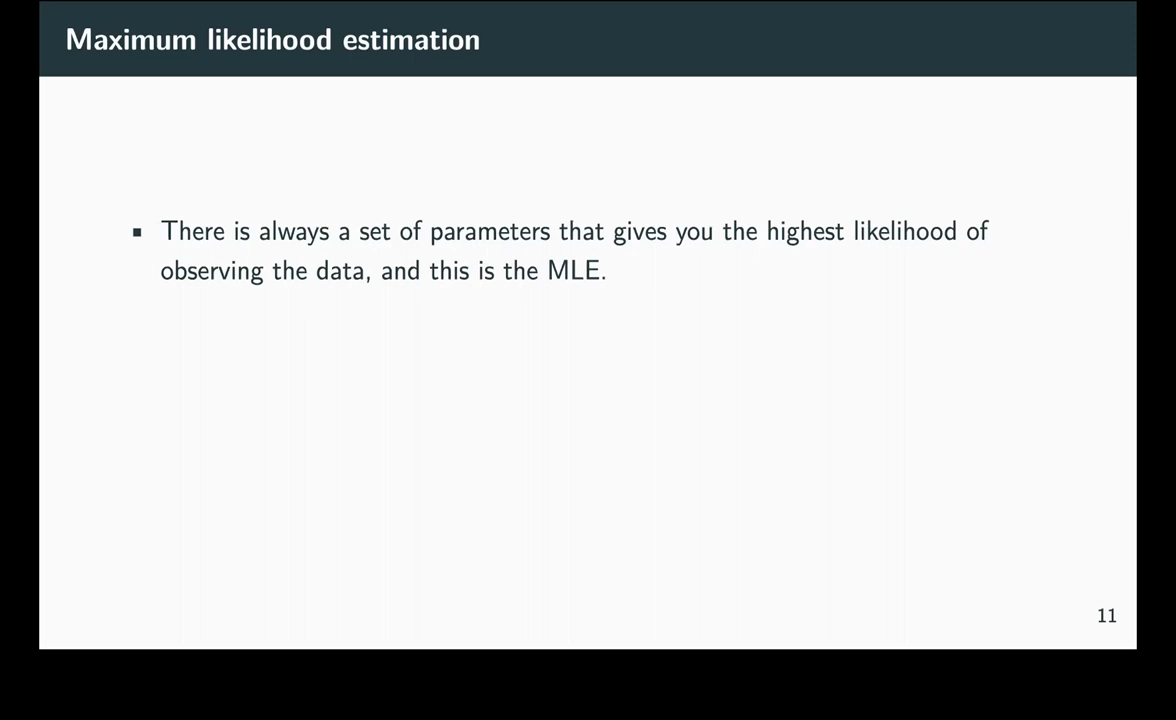 Maximum likelihood estimation
▪ There is always a set of parameters that gives you the highest likelihood of
observing the data, and this is the MLE.
11